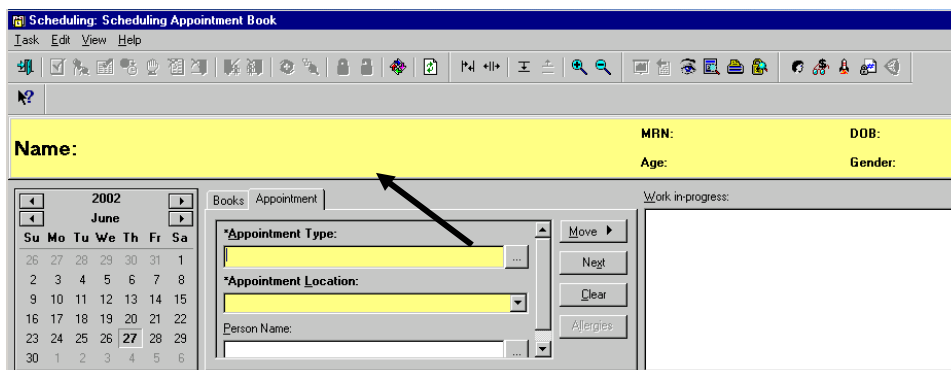 Scheduling: Scheduling Appointment Book
Task Edit View Help
Name:
MRN: DOB:
Age: Gender:
2002
June
Su Mo Tu We Th Fr Sa
26 27 28 29 30 31 1
2 3 4 5 6 7 8
9 10 11 12 13 14 15
16 17 18 19 20 21 22
23 24 25 26 27 28 29
30 1 2 3 4 5 6
Books Appointment
*Appointment Type:
...
*Appointment Location:
Person Name:
...
Move
Next
Clear
Allergies
Work in-progress: